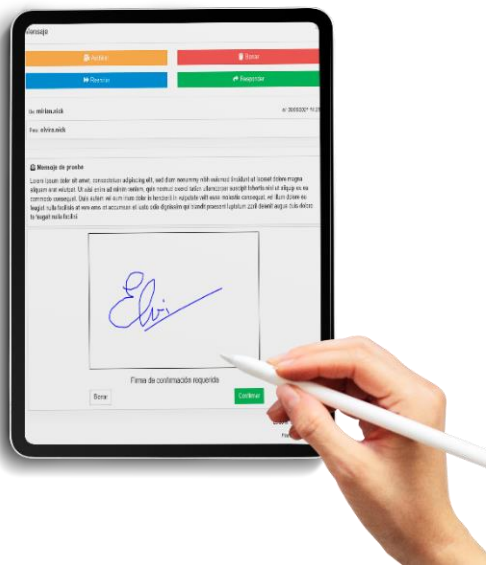 Mensaje
Borrar
Reenviar
Responder
De: miriam.nick
Para: elvira.nick
Mensaje de prueba
Lorem ipsum dolor sit amet, consectetuer adipiscing elit, sed diam nonummy nibh euismod tincidunt ut laoreet dolore magna
aliquam erat volutpat. Ut wisi enim ad minim veniam, quis nostrud exerci tation ullamcorper suscipit lobortis nisl ut aliquip ex ea
commodo consequat. Duis autem vel eum iriure dolor in hendrerit in vulputate velit esse molestie consequat, vel illum dolore eu
feugiat nulla facilisis at vero eros et accumsan et iusto odio dignissim qui blandit praesent luptatum zzril delenit augue duis dolore
te feugait nulla facilisi.
Elvi
Firma de confirmación requerida
Borrar
Confirmar